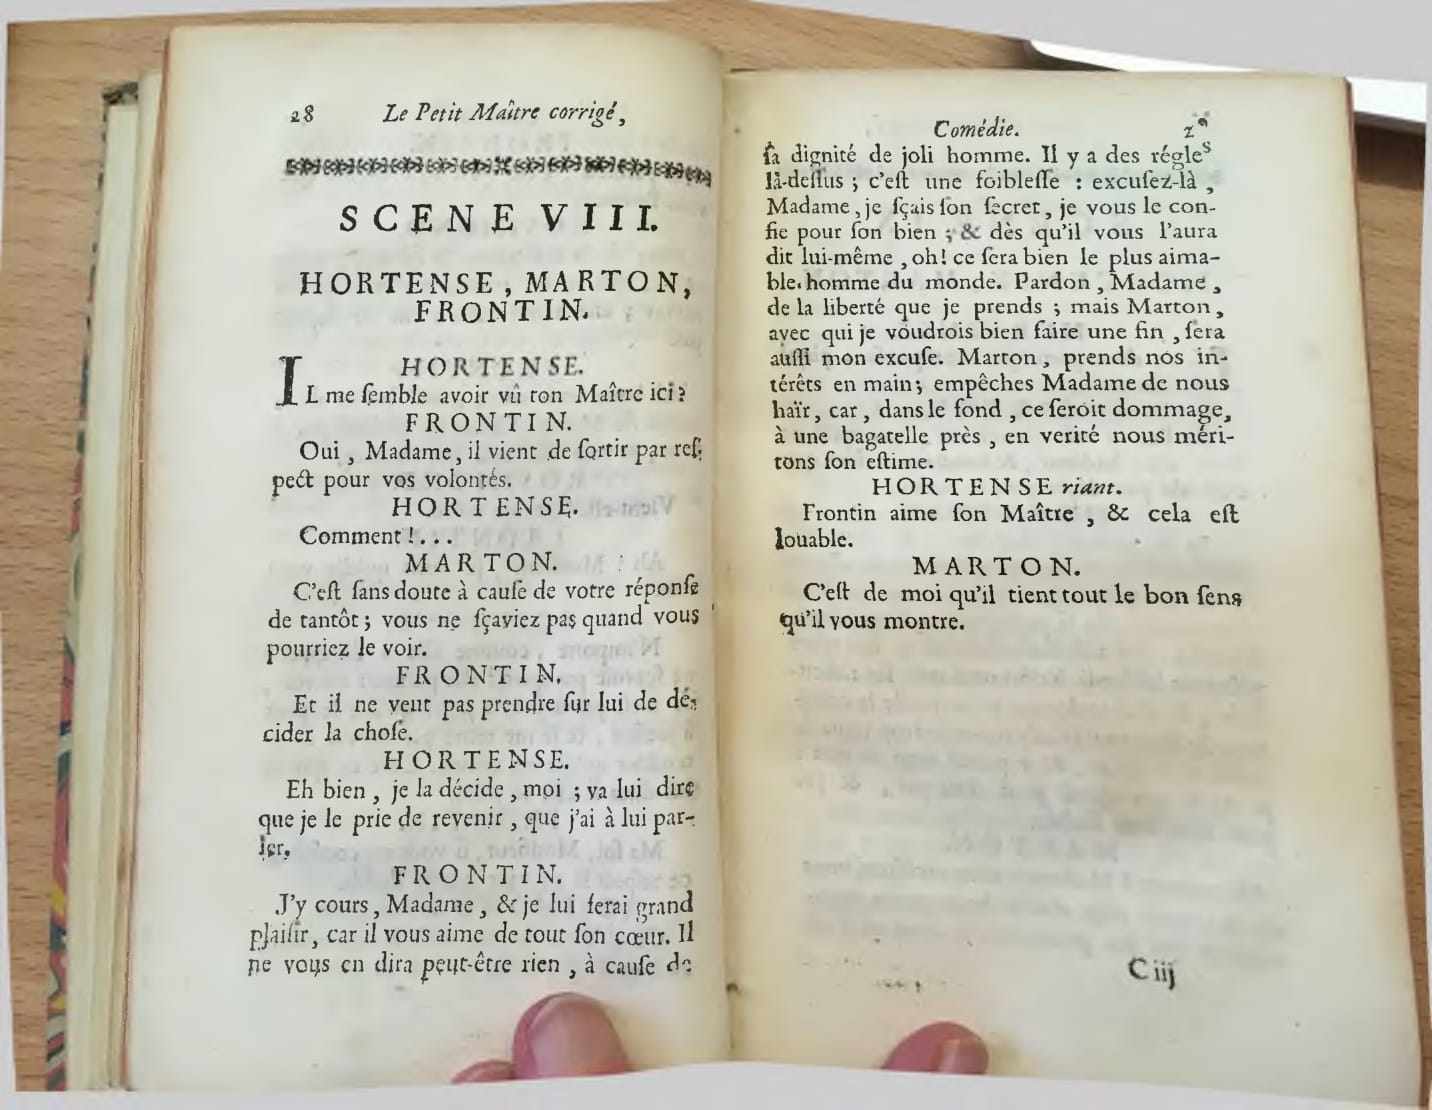 28 Le Petit Maître corrigé,
SCENE VIII.
HORTENSE, MARTON,
FRONTIN.
HORTENSE.
IL me ſemble avoir vû ton Maître ici ?
FRONTIN.
Oui, Madame, il vient de ſortir par reſ-
pect pour vos volontés.
HORTENSE.
Comment !...
MARTON.
C'eſt ſans doute à cauſe de votre réponſe
de tantôt ; vous ne ſçaviez pas quand vous
pourriez le voir.
FRONTIN.
Et il ne veut pas prendre ſur lui de dé-
cider la choſe.
HORTENSE.
Eh bien, je la décide, moi ; va lui dire
que je le prie de revenir, que j'ai à lui par-
ler.
FRONTIN.
J'y cours, Madame, & je lui ferai grand
plaiſir, car il vous aime de tout ſon cœur. Il
ne vous en dira peut-être rien, à cauſe de
Comédie.
ſa dignité de joli homme. Il y a des régles
là-deſſus ; c'eſt une foibleſſe : excuſez-là,
Madame, je ſçais ſon ſecret, je vous le con-
fie pour ſon bien ; & dès qu'il vous l'aura
dit lui-même, oh ! ce ſera bien le plus aima-
ble homme du monde. Pardon, Madame,
de la liberté que je prends ; mais Marton,
avec qui je voudrois bien faire une fin, ſera
auſſi mon excuſe. Marton, prends nos in-
térêts en main ; empêches Madame de nous
haïr, car, dans le fond, ce ſeroit dommage,
à une bagatelle près, en verité nous méri-
tons ſon eſtime.
HORTENSE riant.
Frontin aime ſon Maître, & cela eſt
louable.
MARTON.
C'eſt de moi qu'il tient tout le bon ſens
qu'il vous montre.
C iij